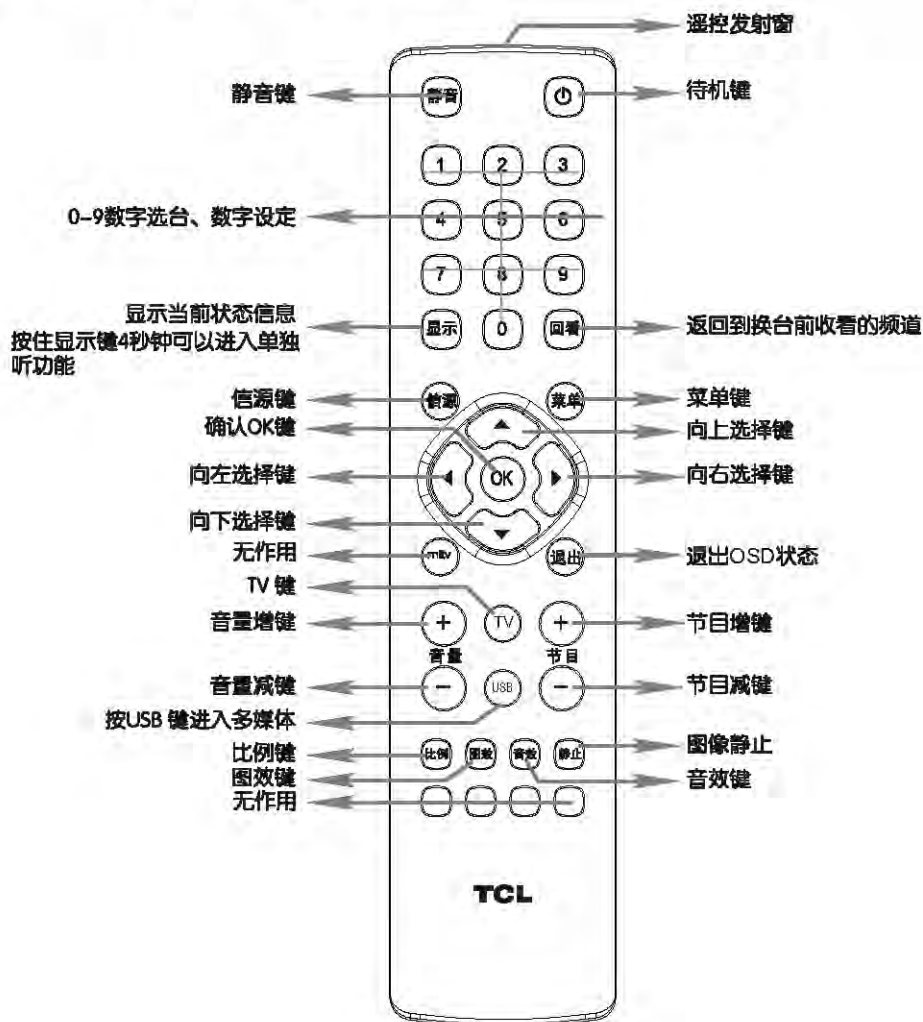 遥控发射窗
静音键
静音
待机键
1
2
3
0-9数字选台、数字设定
4
5
6
7
8
9
显示当前状态信息
按住显示键4秒钟可以进入单独
听功能
显示
0
回看
返回到换台前收看的频道
信源键
信源
菜单
菜单键
确认OK键
向上选择键
向左选择键
OK
向右选择键
向下选择键
无作用
退出
退出OSD状态
TV 键
音量增键
+
TV
+
节目增键
音量
节目
音量减键
-
USB
-
节目减键
按USB 键进入多媒体
比例键
比例
图效
音效
静止
图像静止
图效键
音效键
无作用
TCL